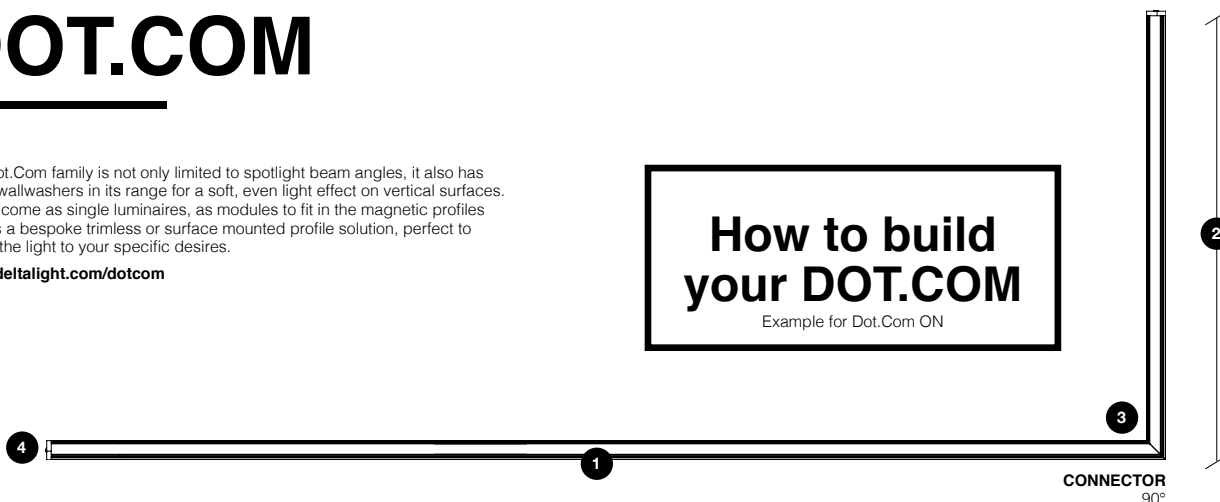 OT.COM
ot.Com family is not only limited to spotlight beam angles, it also has
wallwashers in its range for a soft, even light effect on vertical surfaces.
come as single luminaires, as modules to fit in the magnetic profiles
s a bespoke trimless or surface mounted profile solution, perfect to
the light to your specific desires.
deltalight.com/dotcom
How to build
your DOT.COM
Example for Dot.Com ON
2
3
4
1
CONNECTOR
90°